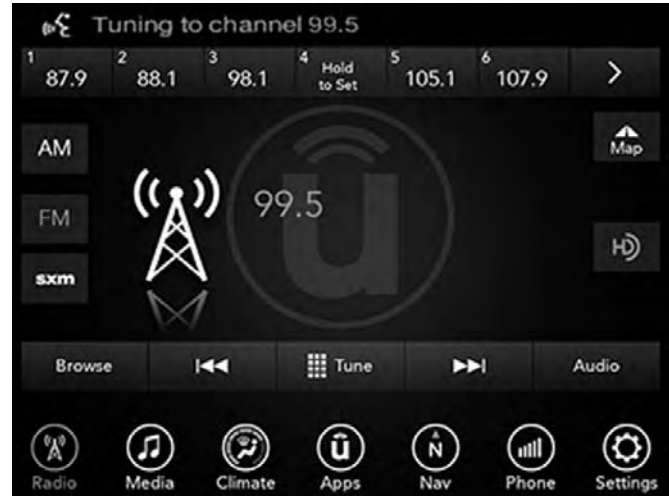 Tuning to channel 99.5
1 87.9 2 88.1 3 98.1 4 Hold to Set 5 105.1 6 107.9
AM
Map
99.5
FM
HD
sxm
Browse Tune Audio
Radio Media Climate Apps Nav Phone Settings
û
û
N